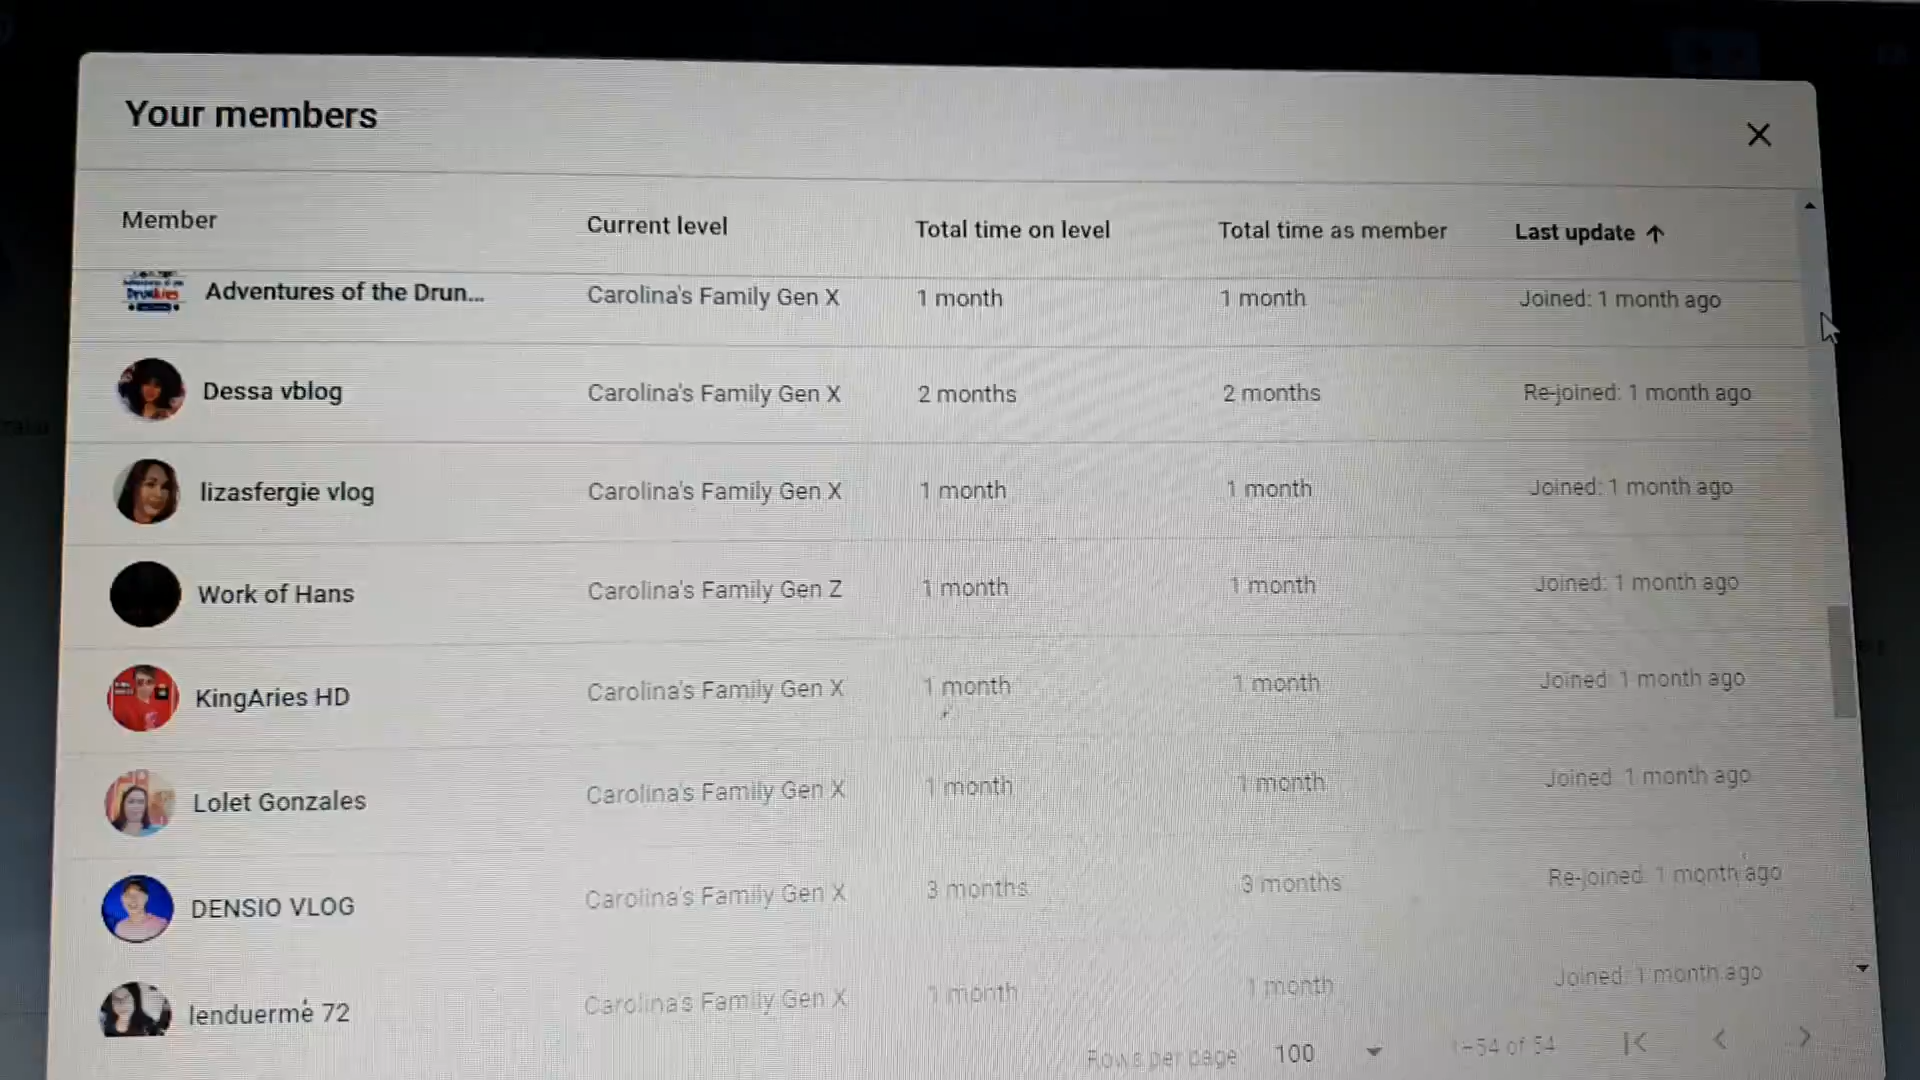 Your members
Member Current level Total time on level Total time as member Last update
Adventures of the Drun... Carolina's Family Gen X 1 month 1 month Joined: 1 month ago
Dessa vblog Carolina's Family Gen X 2 months 2 months Re-joined: 1 month ago
lizasfergie vlog Carolina's Family Gen X 1 month 1 month Joined: 1 month ago
Work of Hans Carolina's Family Gen Z 1 month 1 month Joined: 1 month ago
KingAries HD Carolina's Family Gen X 1 month 1 month Joined: 1 month ago
Lolet Gonzales Carolina's Family Gen X 1 month 1 month Joined: 1 month ago
DENSIO VLOG Carolina's Family Gen X 3 months 3 months Re-joined: 1 month ago
lenduerme 72 Carolina's Family Gen X 1 month 1 month Joined: 1 month ago
Rows per page 100 1–54 of 54